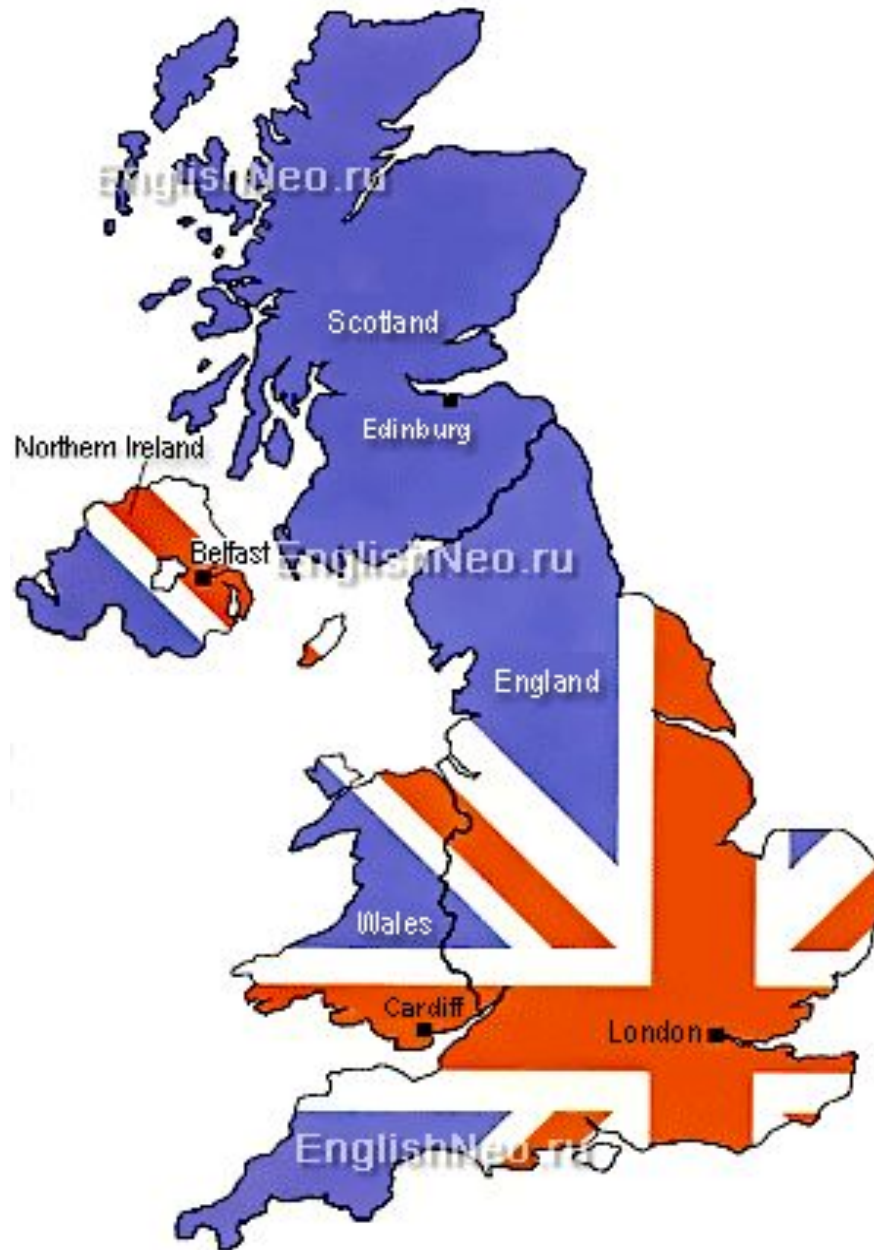 EnglishNeo.ru
Scotland
Edinburg
Northern Ireland
Belfast
EnglishNeo.ru
England
Wales
Cardiff
London
EnglishNeo.ru